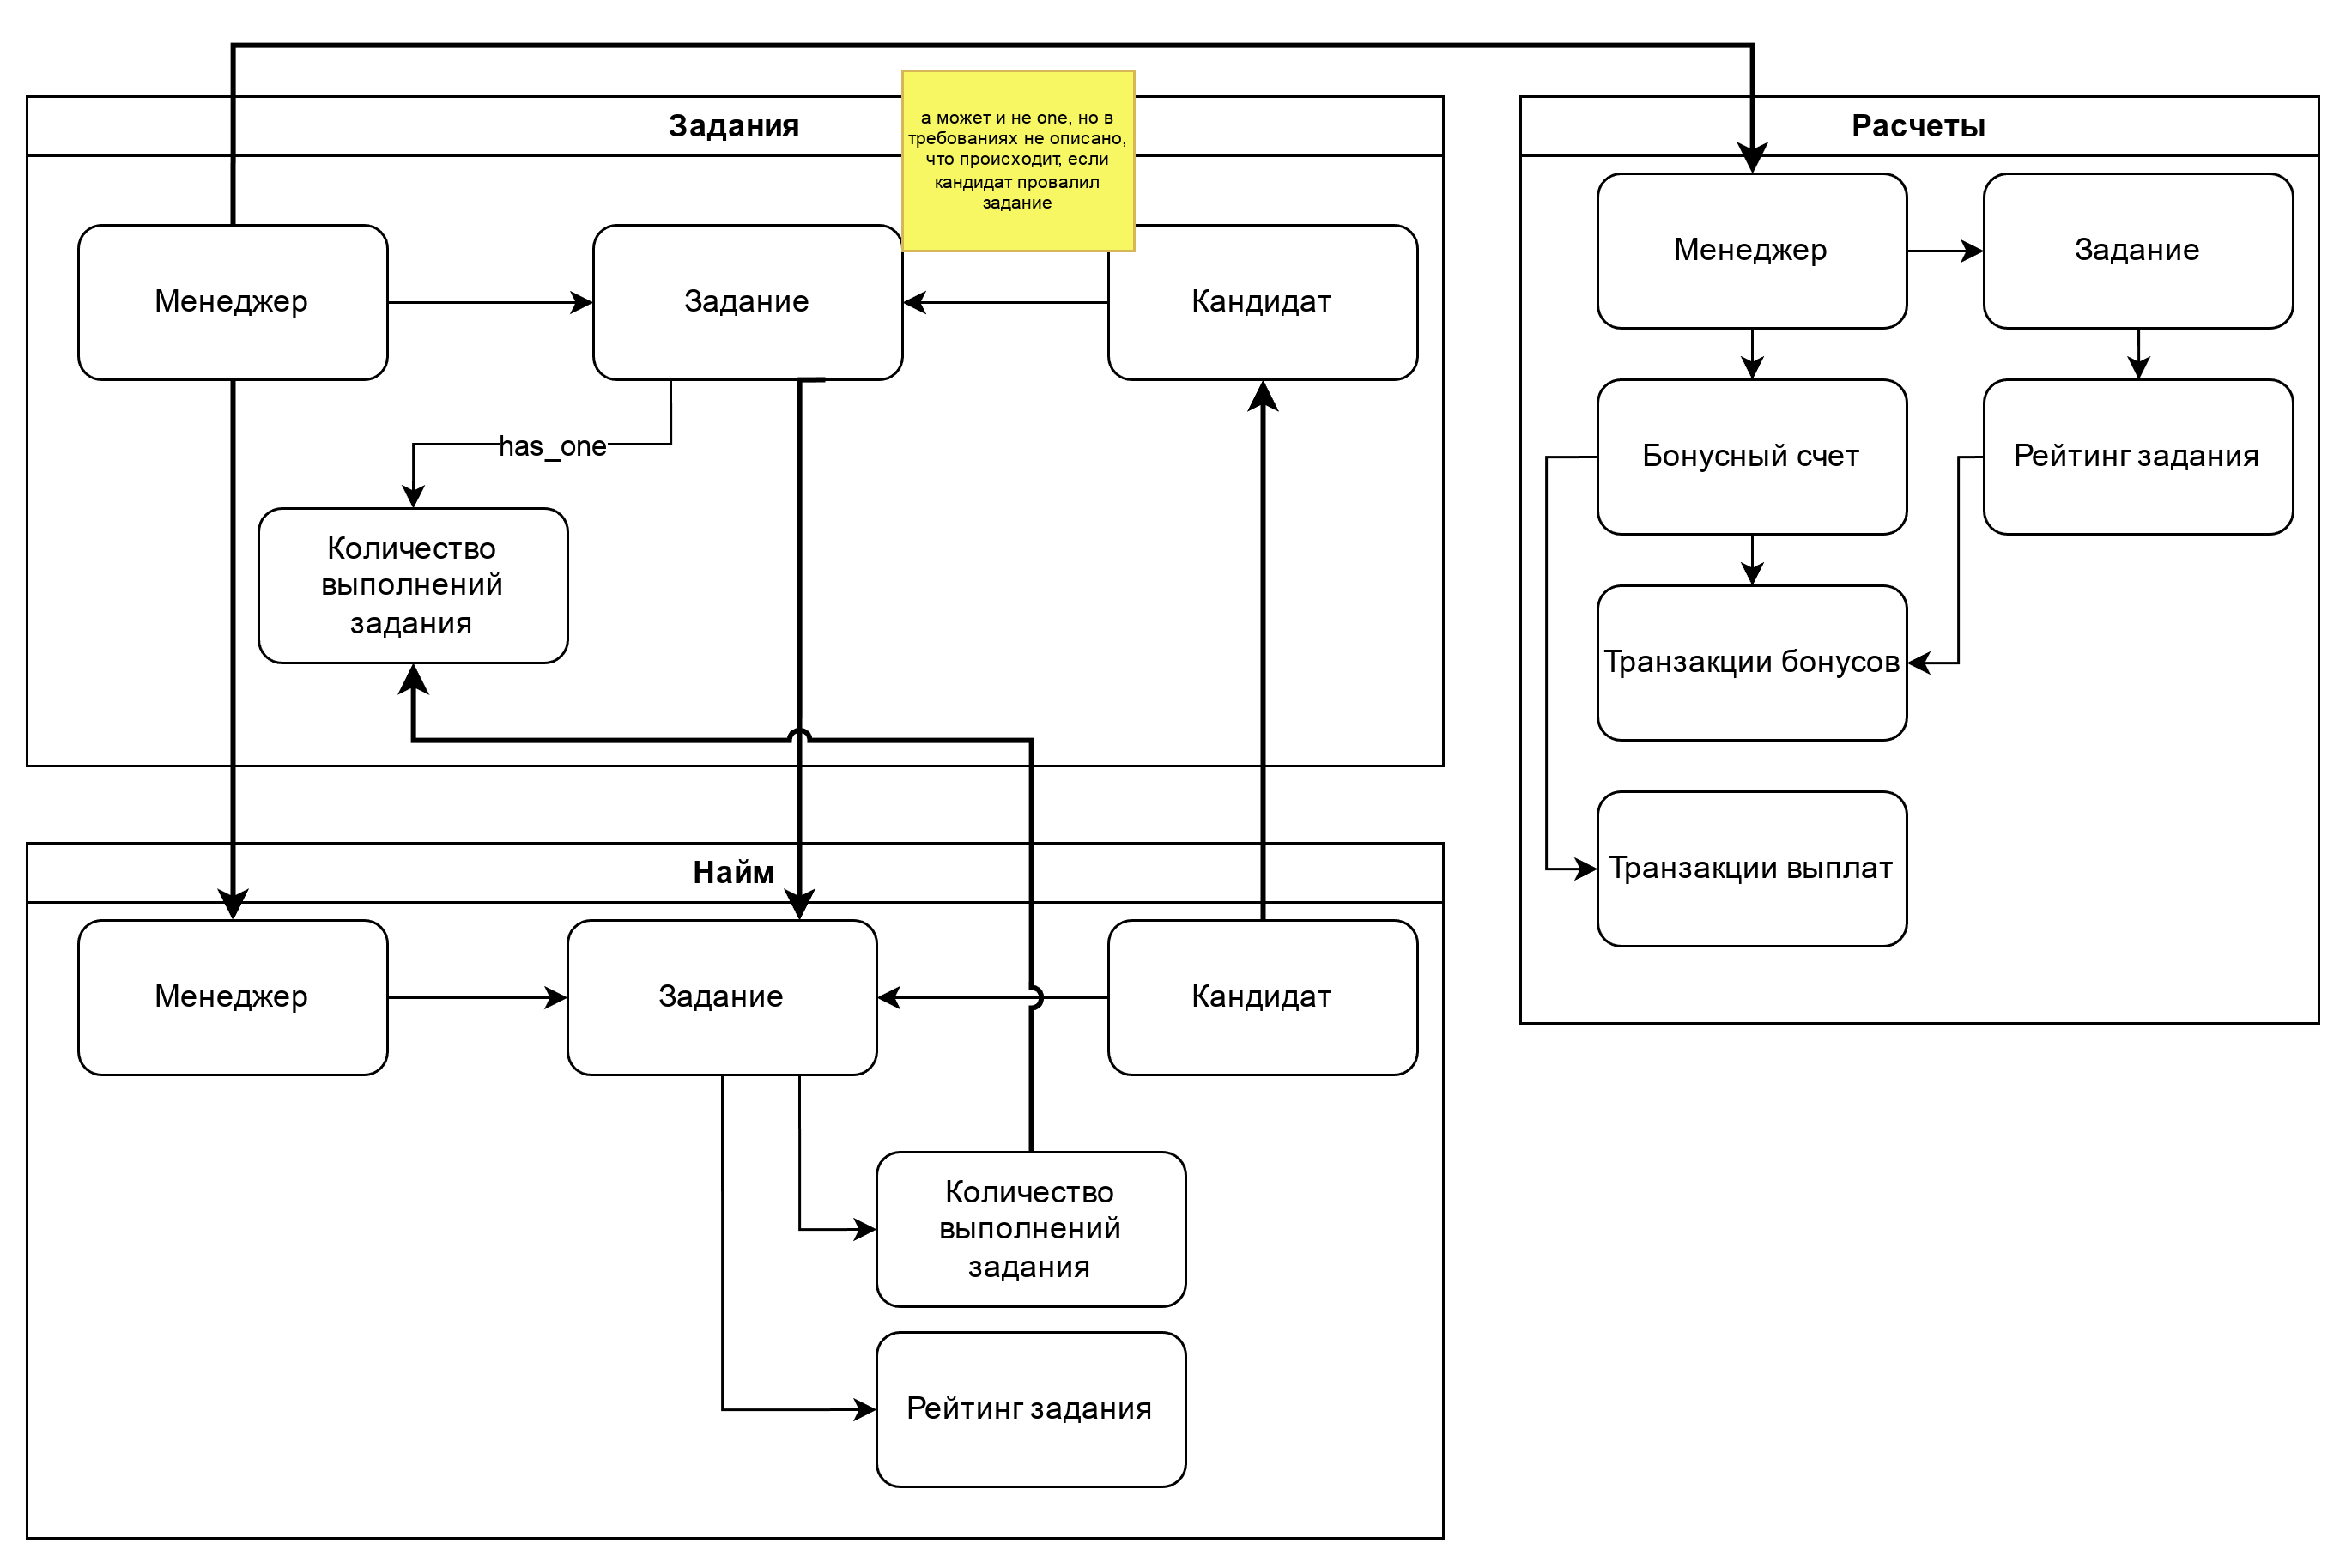 Задания
а может и не one, но в
требованиях не описано,
что происходит, если
кандидат провалил
задание
Менеджер
Задание
Кандидат
has_one
Количество
выполнений
задания
Найм
Менеджер
Задание
Кандидат
Количество
выполнений
задания
Рейтинг задания
Расчеты
Менеджер
Задание
Бонусный счет
Рейтинг задания
Транзакции бонусов
Транзакции выплат